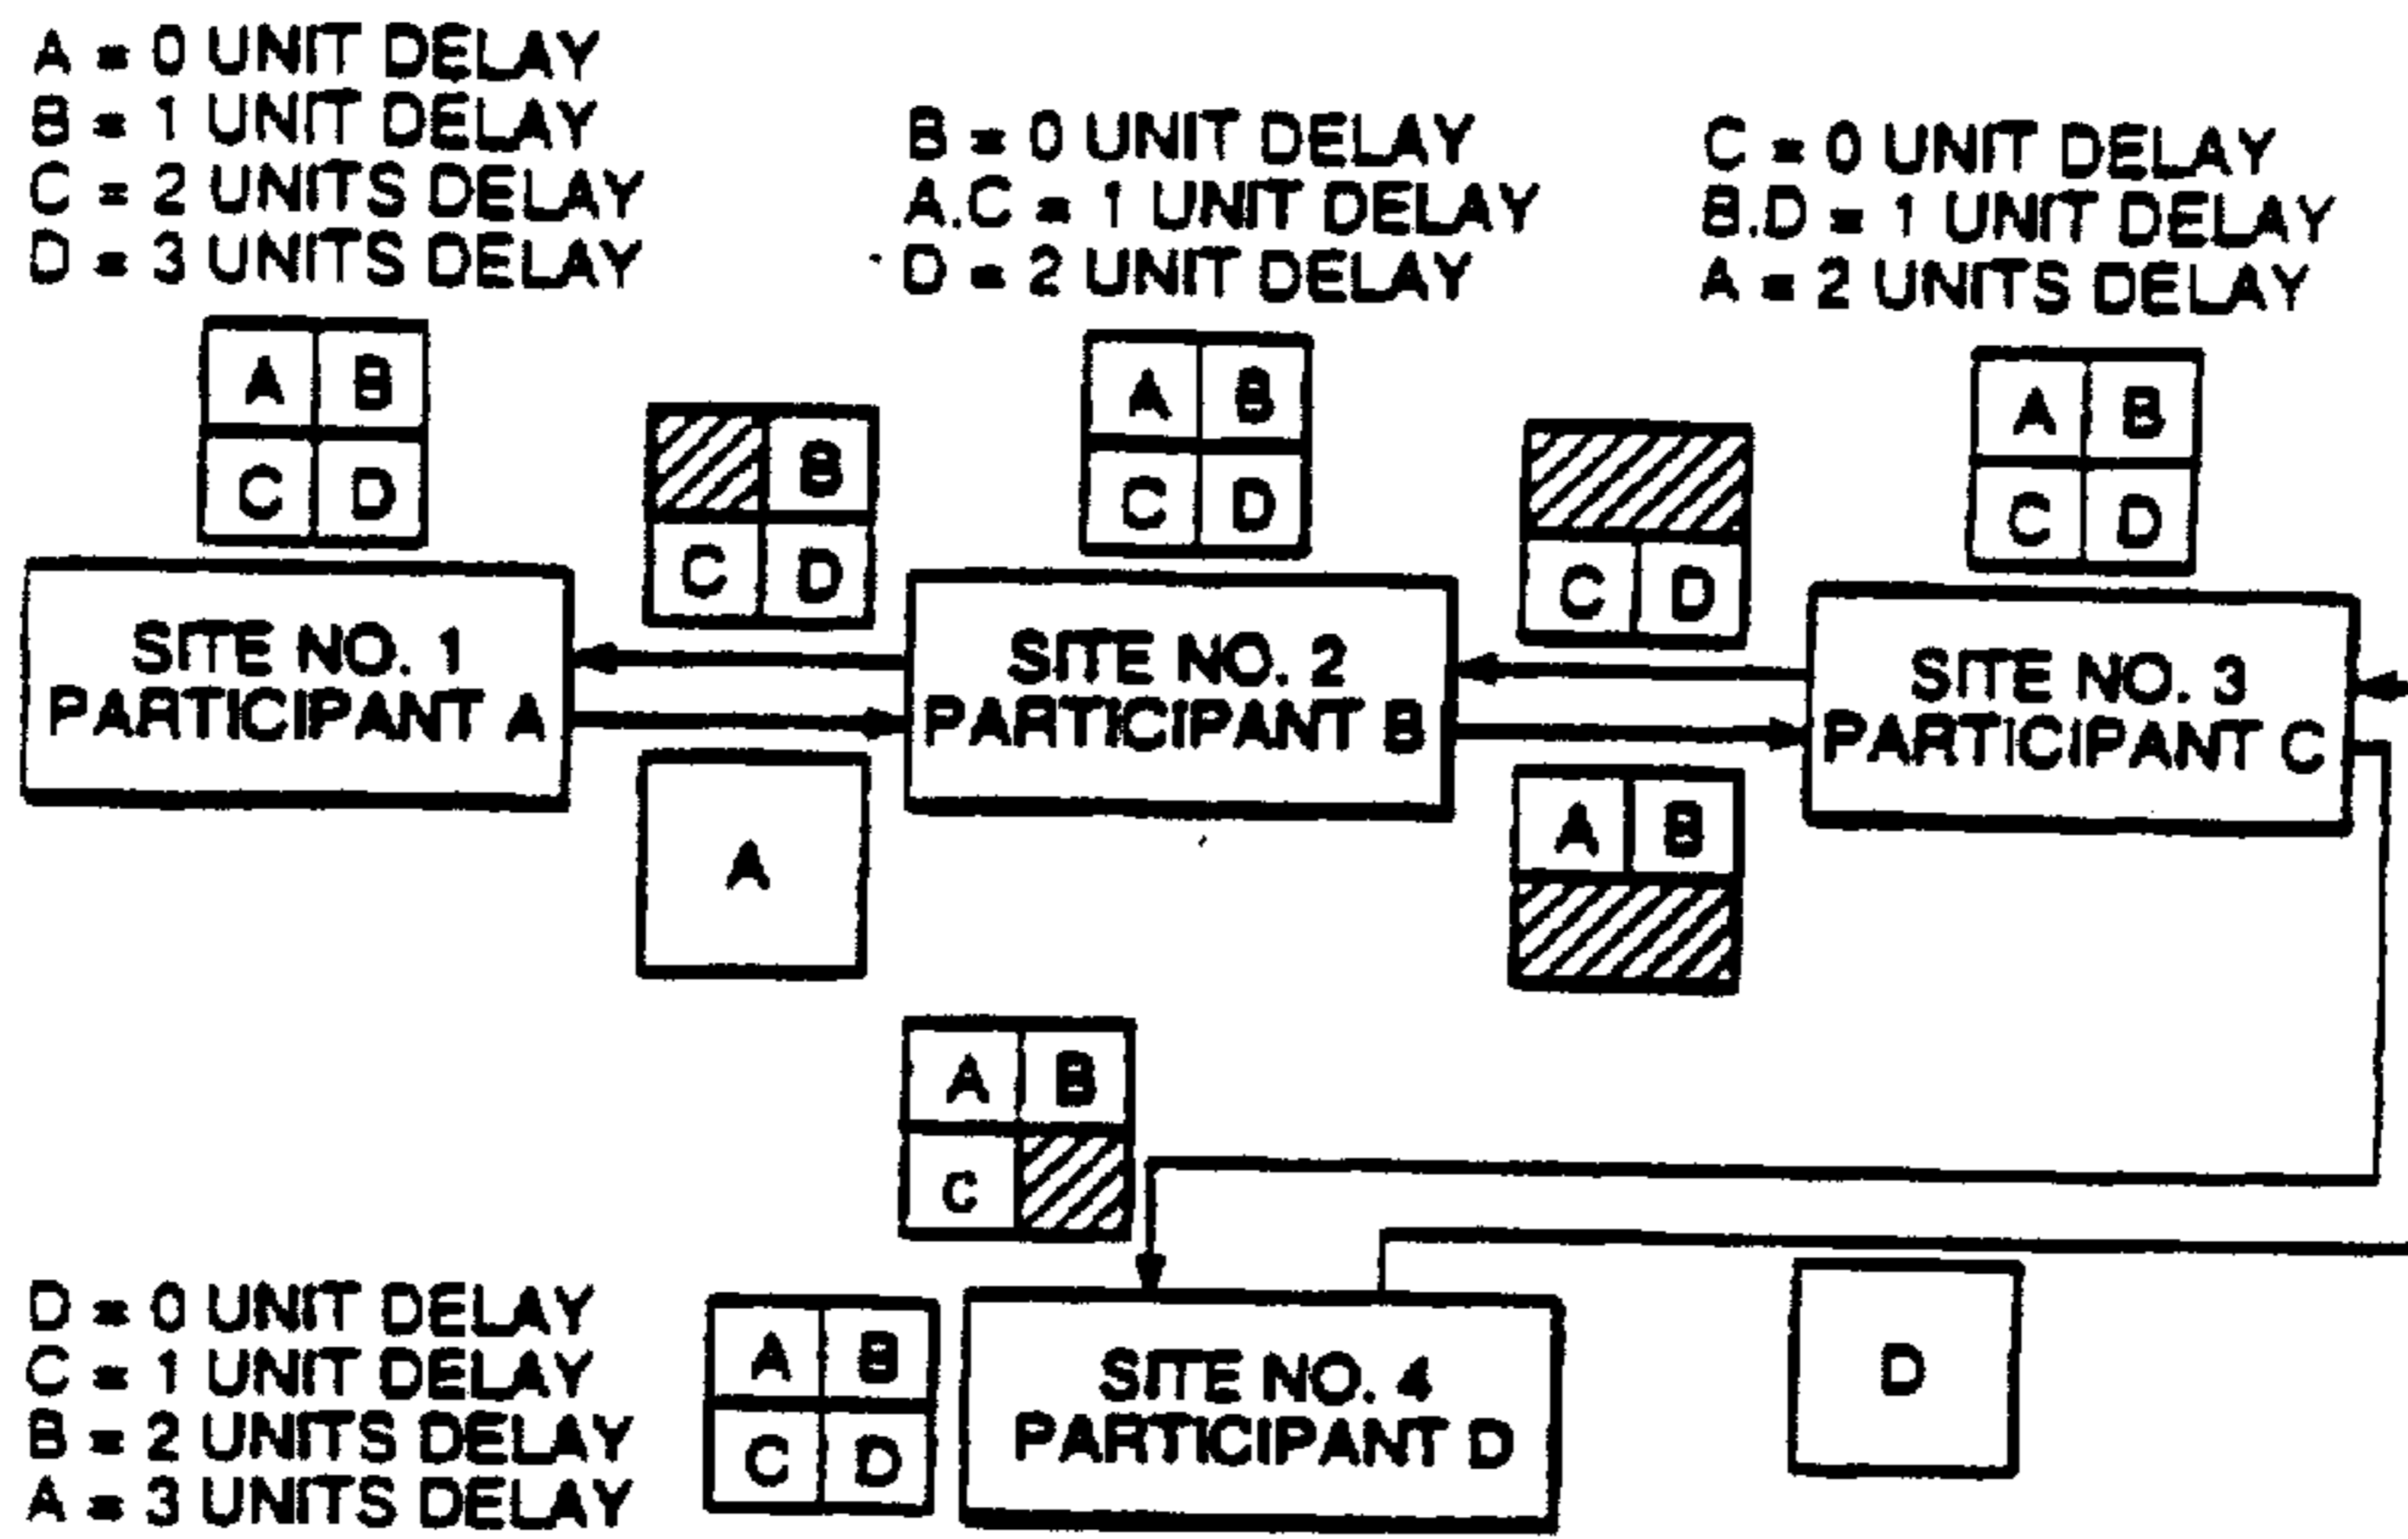 A = 0 UNIT DELAY
B = 1 UNIT DELAY
C = 2 UNITS DELAY
D = 3 UNITS DELAY
B = 0 UNIT DELAY
A.C = 1 UNIT DELAY
D = 2 UNIT DELAY
C = 0 UNIT DELAY
B.D = 1 UNIT DELAY
A = 2 UNITS DELAY
A B
C D
B
C D
A B
C D
C D
A B
C D
SITE NO. 1
PARTICIPANT A
SITE NO. 2
PARTICIPANT B
SITE NO. 3
PARTICIPANT C
A
A B
A B
C
D = 0 UNIT DELAY
C = 1 UNIT DELAY
B = 2 UNITS DELAY
A = 3 UNITS DELAY
A B
C D
SITE NO. 4
PARTICIPANT D
D